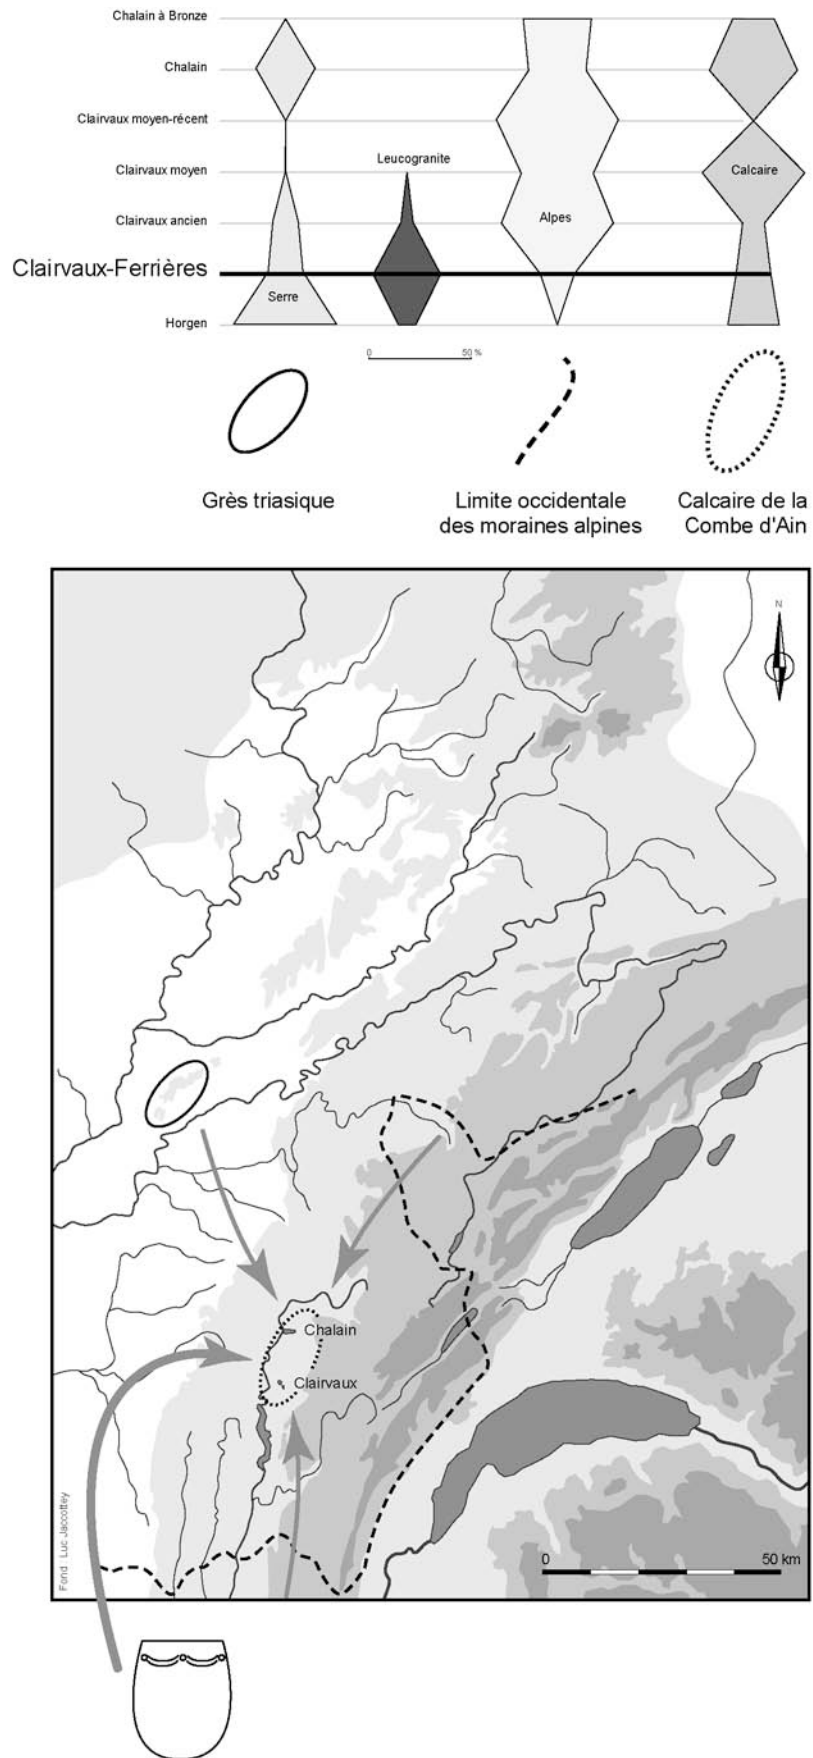 Chalain à Bronze
Chalain
Clairvaux moyen-récent
Leucogranite
Clairvaux moyen
Calcaire
Clairvaux ancien
Alpes
Clairvaux-Ferrières
Serre
Horgen
0 50 %
Grès triasique
Limite occidentale
des moraines alpines
Calcaire de la
Combe d'Ain
N
Chalain
Clairvaux
Fond : Luc Jaccottey
0 50 km